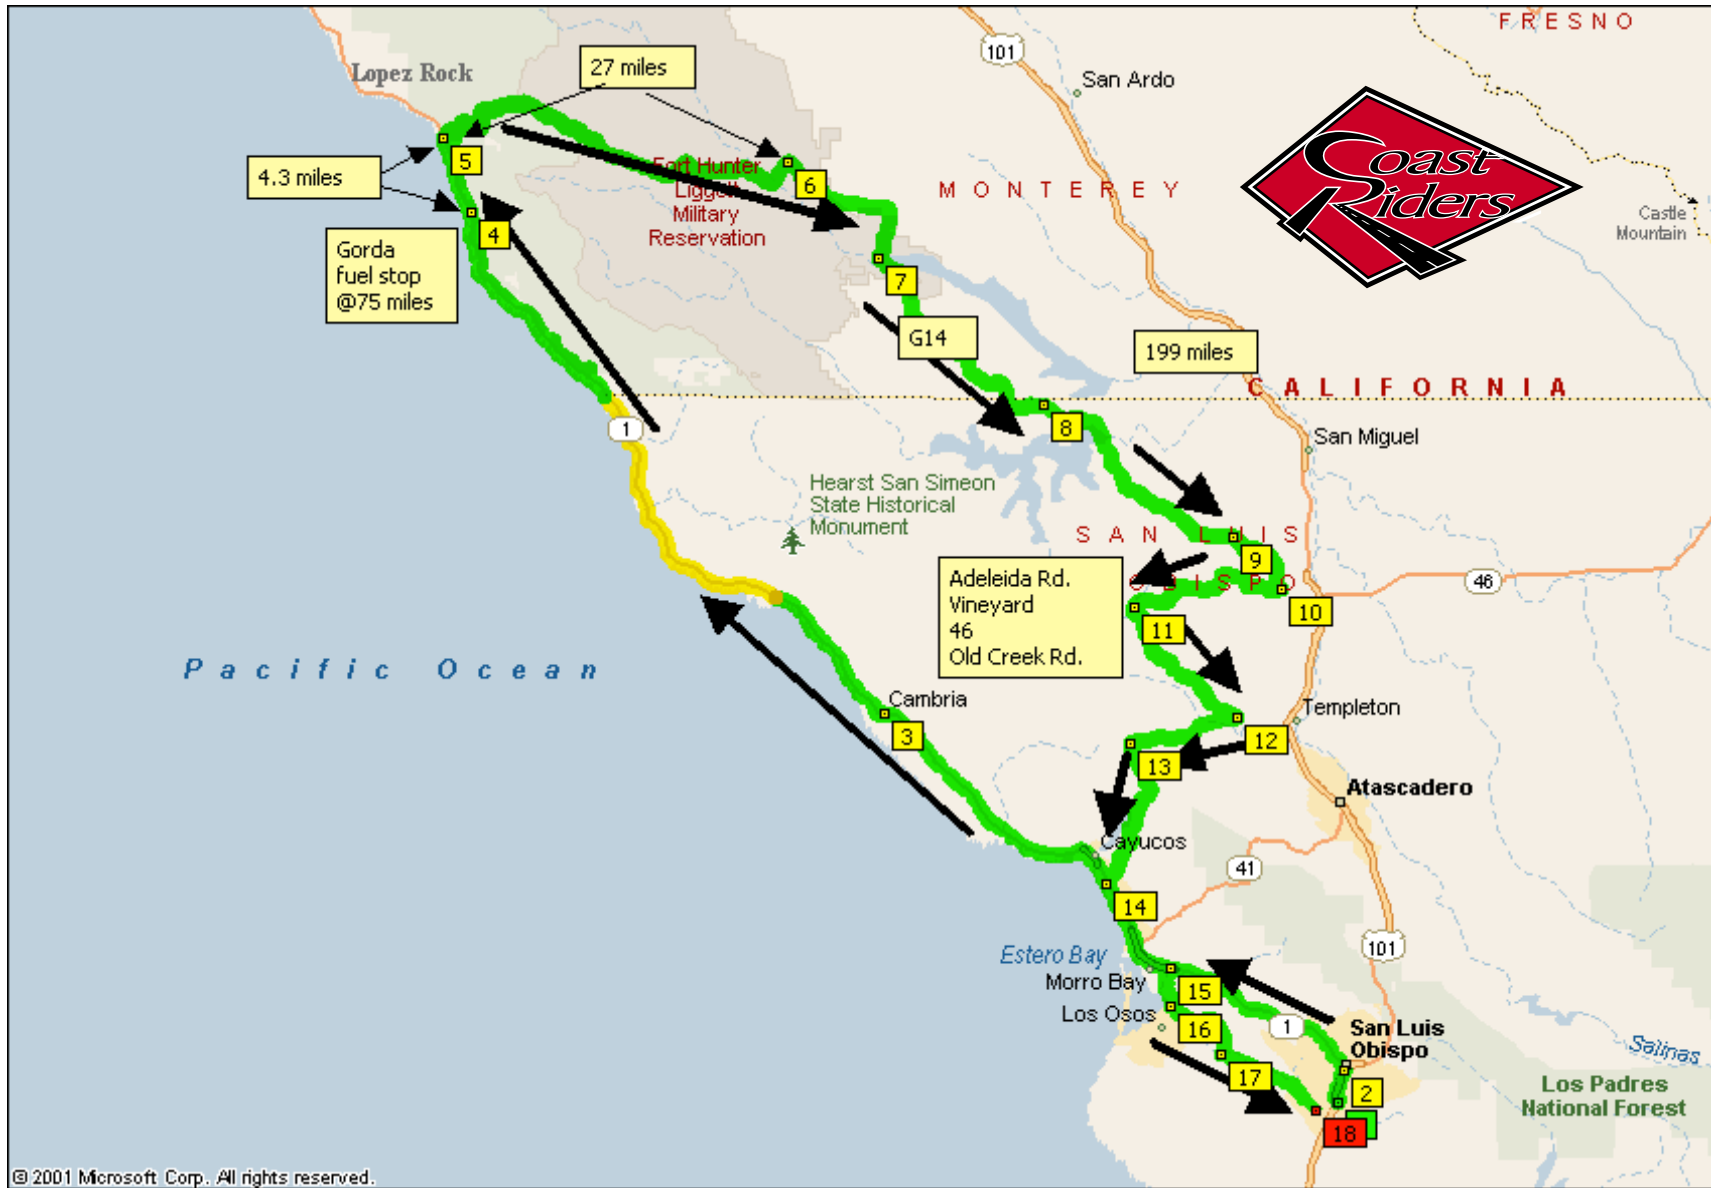 FRESNO
101
27 miles
Lopez Rock
San Ardo
Coast
Riders
5
4.3 miles
6
Fort Hunter
Liggett
Military
Reservation
MONTEREY
Castle
Mountain
4
Gorda
fuel stop
@75 miles
7
G14
199 miles
CALIFORNIA
1
8
San Miguel
Hearst San Simeon
State Historical
Monument
SAN LUIS
OBISPO
9
Adeleida Rd.
Vineyard
46
Old Creek Rd.
46
10
11
Pacific Ocean
Cambria
3
Templeton
12
13
Atascadero
Cayucos
41
14
101
Estero Bay
Morro Bay
15
Los Osos
16
1
San Luis
Obispo
Salinas
17
2
Los Padres
National Forest
18
© 2001 Microsoft Corp. All rights reserved.